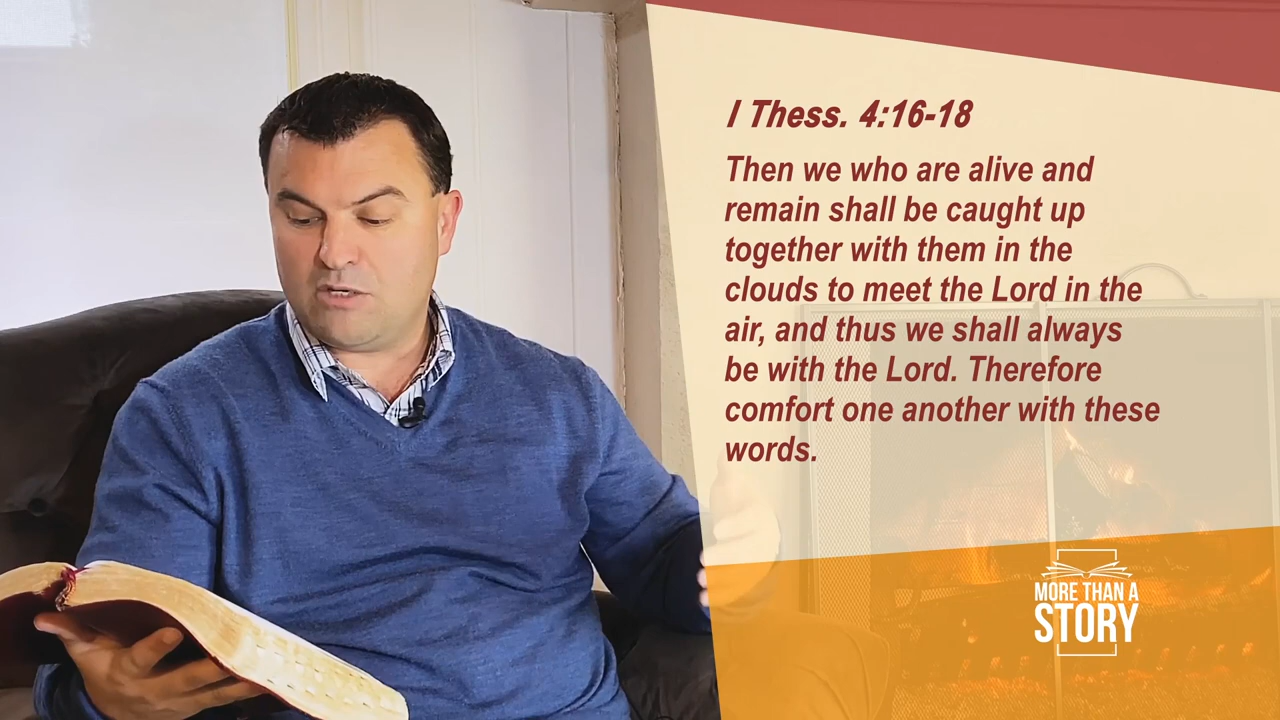 I Thess. 4:16-18
Then we who are alive and
remain shall be caught up
together with them in the
clouds to meet the Lord in the
air, and thus we shall always
be with the Lord. Therefore
comfort one another with these
words.
MORE THAN A
STORY